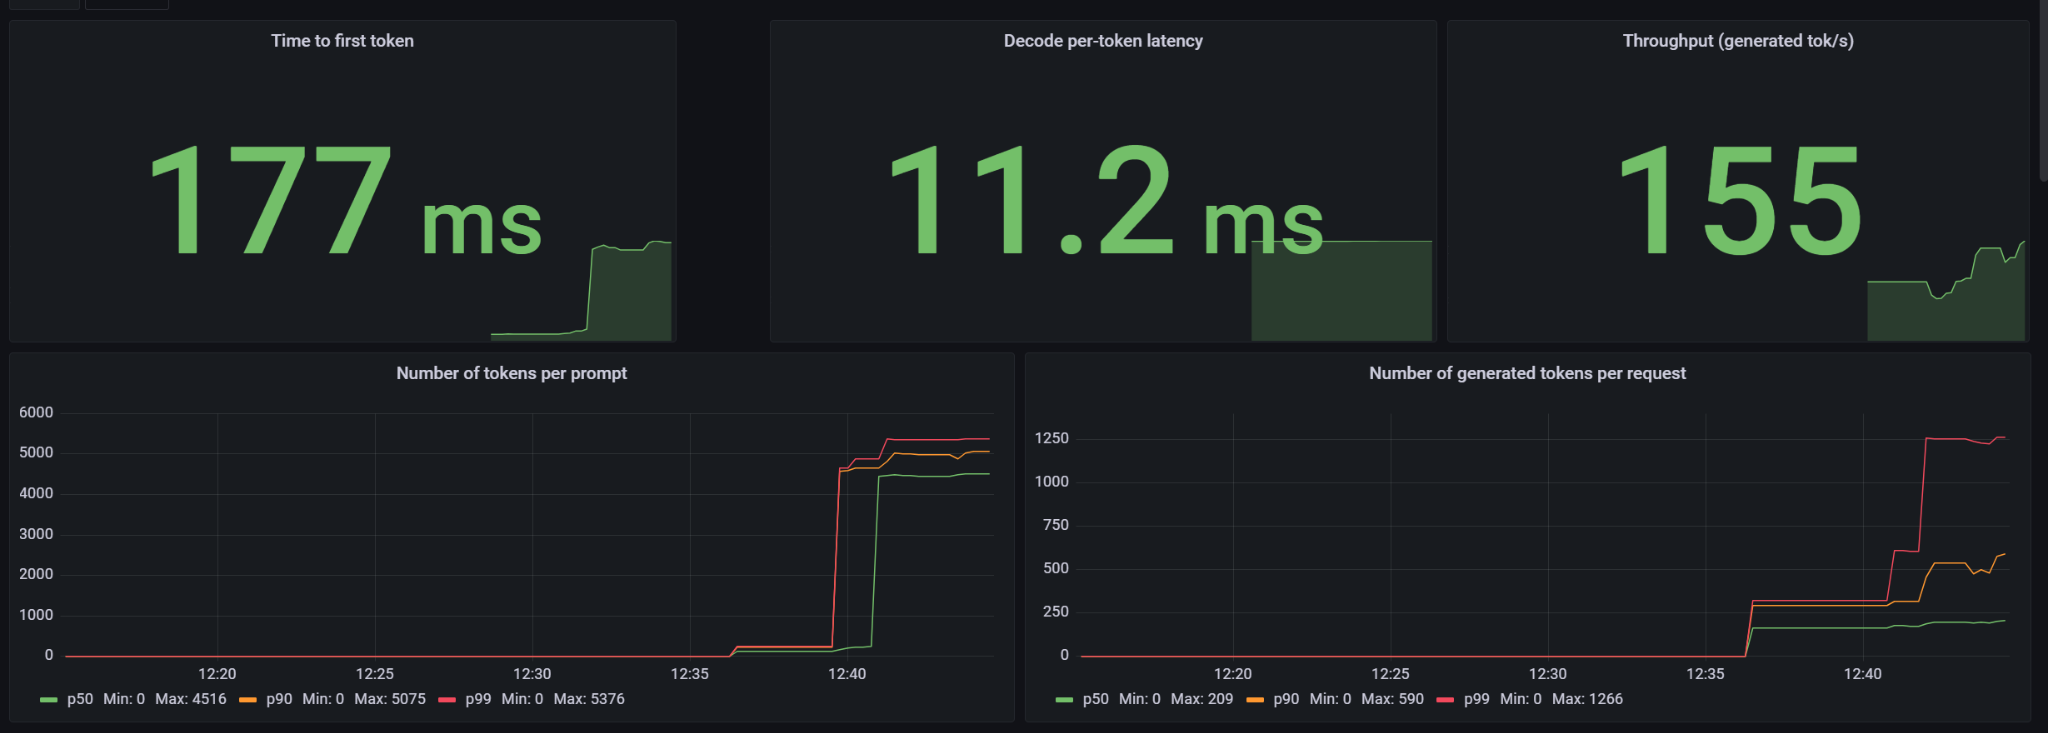 Time to first token
177 ms
Decode per-token latency
11.2 ms
Throughput (generated tok/s)
155
Number of tokens per prompt
6000
5000
4000
3000
2000
1000
0
12:20 12:25 12:30 12:35 12:40
p50 Min: 0 Max: 4516 p90 Min: 0 Max: 5075 p99 Min: 0 Max: 5376
Number of generated tokens per request
1250
1000
750
500
250
0
12:20 12:25 12:30 12:35 12:40
p50 Min: 0 Max: 209 p90 Min: 0 Max: 590 p99 Min: 0 Max: 1266